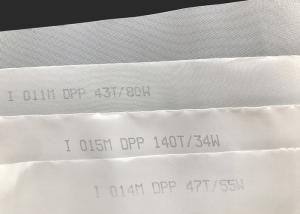 I 011M DPP 43T/80W
I 015M DPP 140T/34W
I 014M DPP 47T/55W